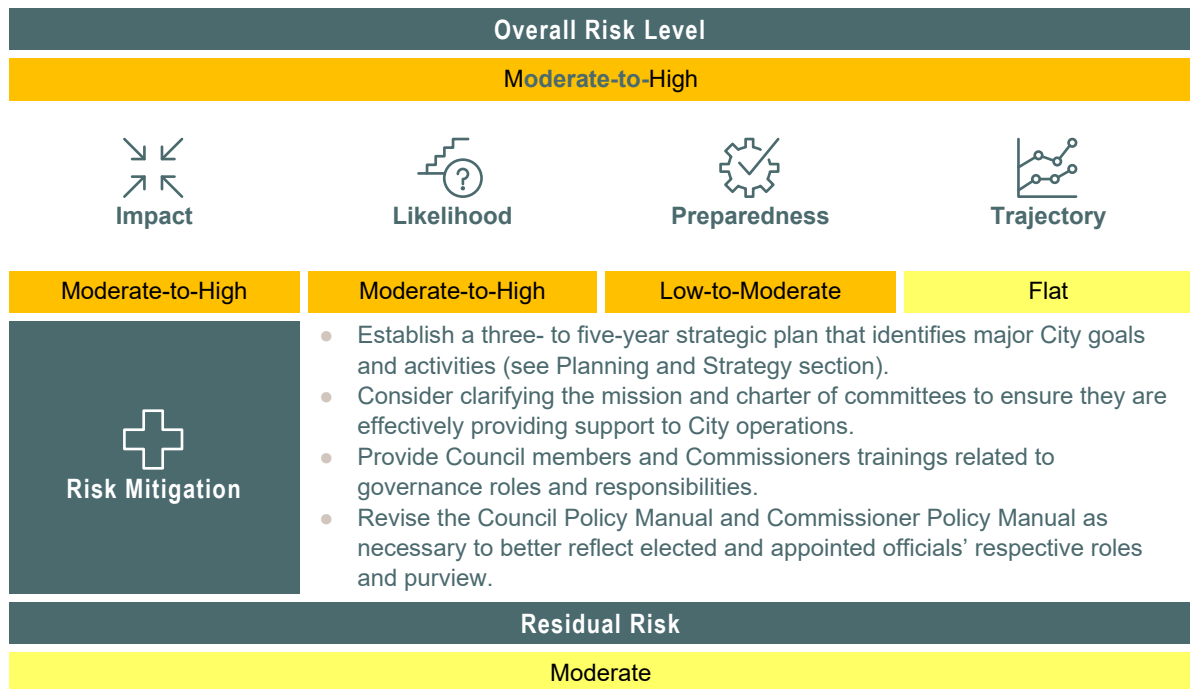 Overall Risk Level
Moderate-to-High
?
Impact
Likelihood
Preparedness
Trajectory
Moderate-to-High
Moderate-to-High
Low-to-Moderate
Flat
Risk Mitigation
● Establish a three- to five-year strategic plan that identifies major City goals
and activities (see Planning and Strategy section).
● Consider clarifying the mission and charter of committees to ensure they are
effectively providing support to City operations.
● Provide Council members and Commissioners trainings related to
governance roles and responsibilities.
● Revise the Council Policy Manual and Commissioner Policy Manual as
necessary to better reflect elected and appointed officials’ respective roles
and purview.
Residual Risk
Moderate